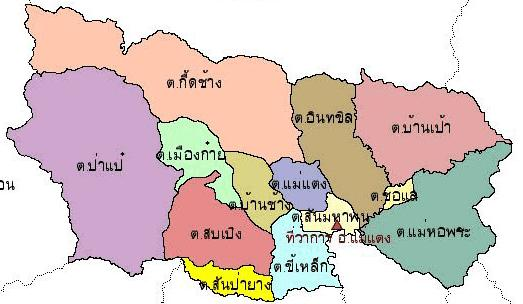 ต.กึ้ดช้าง
ต.อินทขิล
ต.บ้านเป้า
ต.เมืองก๋าย
ต.ป่าแป๋
ต.แม่แตง
ต.ช่อแล
ต.บ้านช้าง
ต.สันมหาพน
ต.สบเปิง
ที่ว่าการ อ.แม่แตง
ต.แม่หอพระ
ต.ขี้เหล็ก
ต.สันป่ายาง
อน